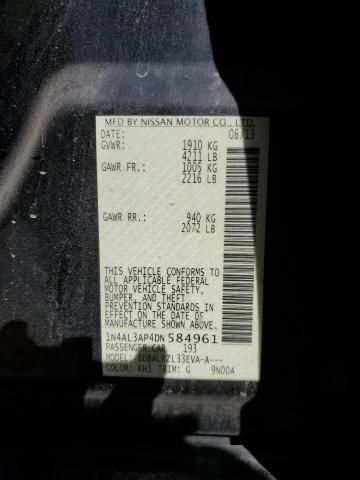 MFD BY NISSAN MOTOR CO., LTD.
DATE: 06/13
GVWR: 1910 KG
4211 LB
GAWR FR.: 1005 KG
2216 LB
GAWR RR.: 940 KG
2072 LB
THIS VEHICLE CONFORMS TO
ALL APPLICABLE FEDERAL
MOTOR VEHICLE SAFETY,
BUMPER, AND THEFT
PREVENTION STANDARDS
IN EFFECT ON THE DATE OF
MANUFACTURE SHOWN ABOVE.
1N4AL3AP4DN584961
PASSENGER CAR 193
MODEL: BDBALRZL33EVA-A---
COLOR: KH3 TRIM: G 9N00A